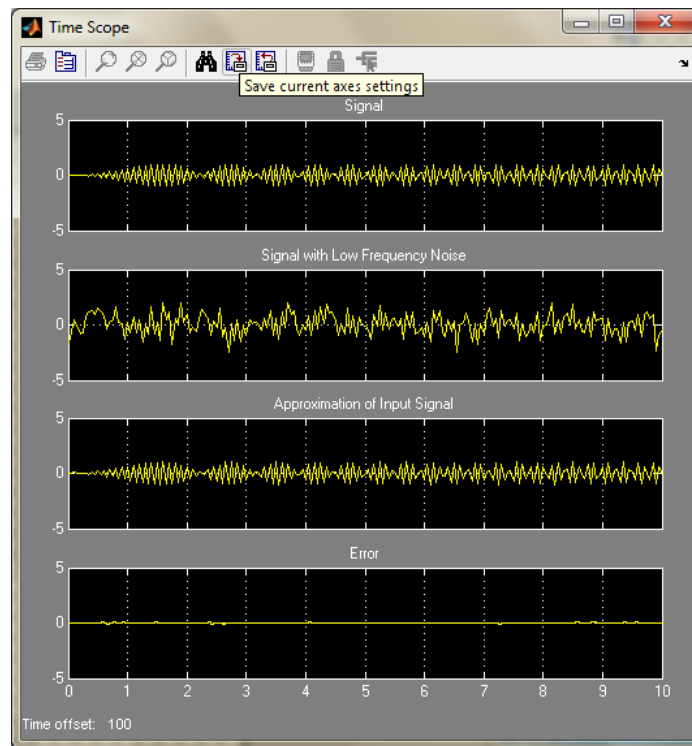 Time Scope
Save current axes settings
Signal
5
0
-5
Signal with Low Frequency Noise
5
0
-5
Approximation of Input Signal
5
0
-5
Error
5
0
-5
0 1 2 3 4 5 6 7 8 9 10
Time offset: 100